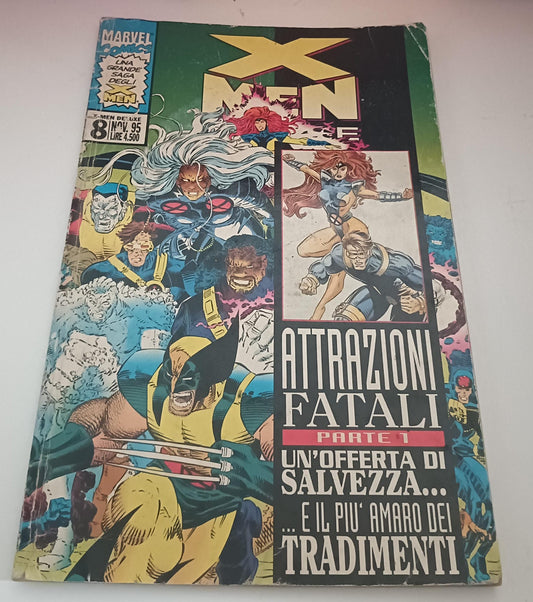 MARVEL
COMICS
UNA
GRANDE
SAGA
DEGLI
X
MEN
X-MEN DELUXE
8 NOV. 95
LIRE 4.500
X
MEN
ATTRAZIONI
FATALI
PARTE 1
UN'OFFERTA DI
SALVEZZA...
... E IL PIU' AMARO DEI
TRADIMENTI